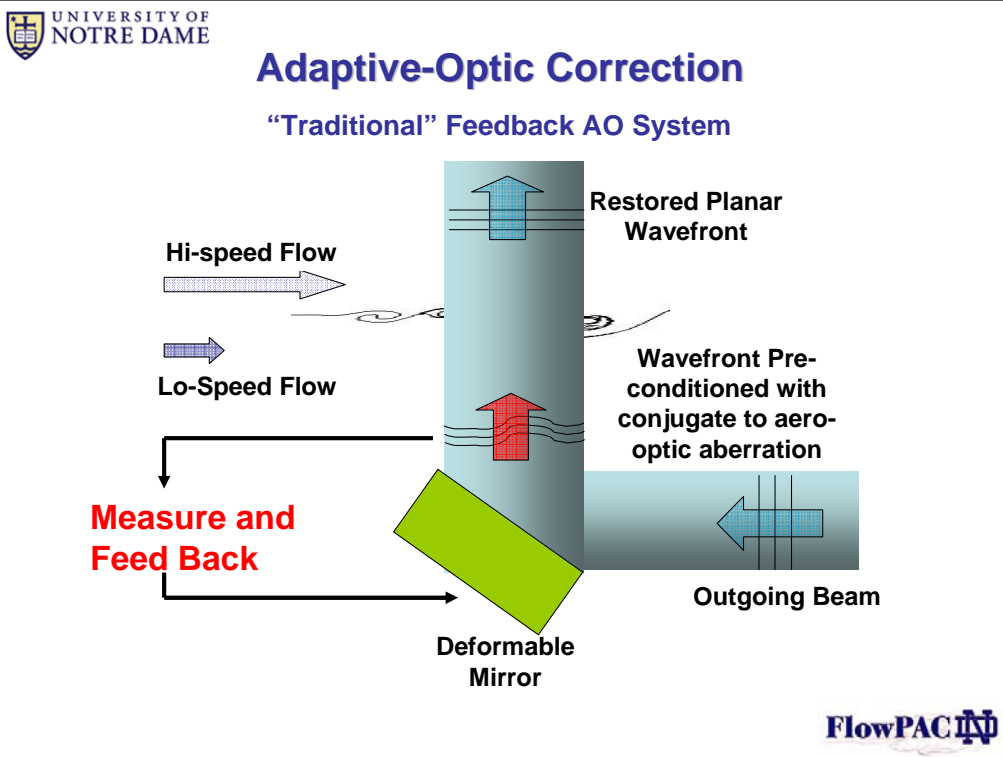 UNIVERSITY OF
NOTRE DAME
Adaptive-Optic Correction
“Traditional” Feedback AO System
Restored Planar
Wavefront
Hi-speed Flow
Lo-Speed Flow
Wavefront Pre-
conditioned with
conjugate to aero-
optic aberration
Measure and
Feed Back
Outgoing Beam
Deformable
Mirror
FlowPAC ND